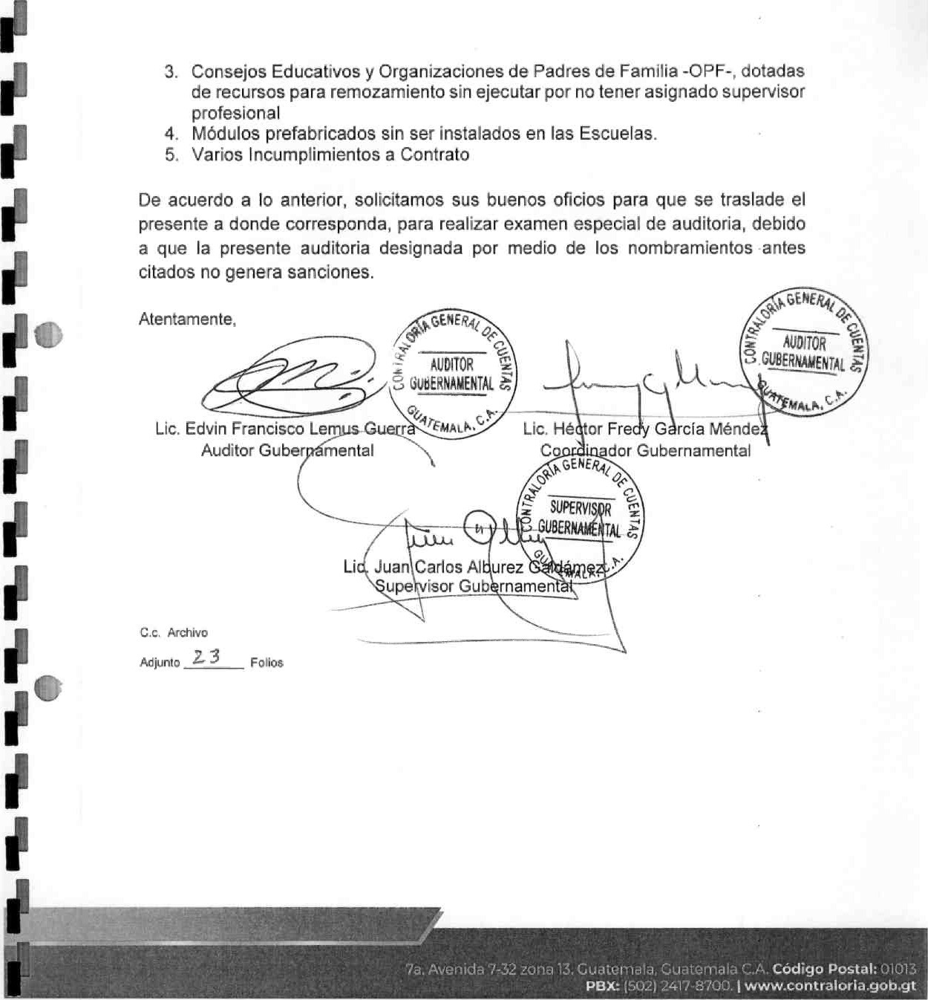 3. Consejos Educativos y Organizaciones de Padres de Familia -OPF-, dotadas
de recursos para remozamiento sin ejecutar por no tener asignado supervisor
profesional
4. Módulos prefabricados sin ser instalados en las Escuelas.
5. Varios Incumplimientos a Contrato
De acuerdo a lo anterior, solicitamos sus buenos oficios para que se traslade el
presente a donde corresponda, para realizar examen especial de auditoria, debido
a que la presente auditoria designada por medio de los nombramientos antes
citados no genera sanciones.
Atentamente,
CONTRALORÍA GENERAL DE CUENTAS
AUDITOR
GUBERNAMENTAL
GUATEMALA, C.A.
CONTRALORÍA GENERAL DE CUENTAS
AUDITOR
GUBERNAMENTAL
GUATEMALA, C.A.
Lic. Edvin Francisco Lemus Guerra
Auditor Gubernamental
Lic. Héctor Fredy García Méndez
Coordinador Gubernamental
CONTRALORÍA GENERAL DE CUENTAS
SUPERVISOR
GUBERNAMENTAL
GUATEMALA, C.A.
Lic. Juan Carlos Alburez Galdámez
Supervisor Gubernamental
C.c. Archivo
Adjunto 23 Folios
7a. Avenida 7-32 zona 13. Guatemala, Guatemala C.A. Código Postal: 01013
PBX: (502) 2417-8700. | www.contraloria.gob.gt